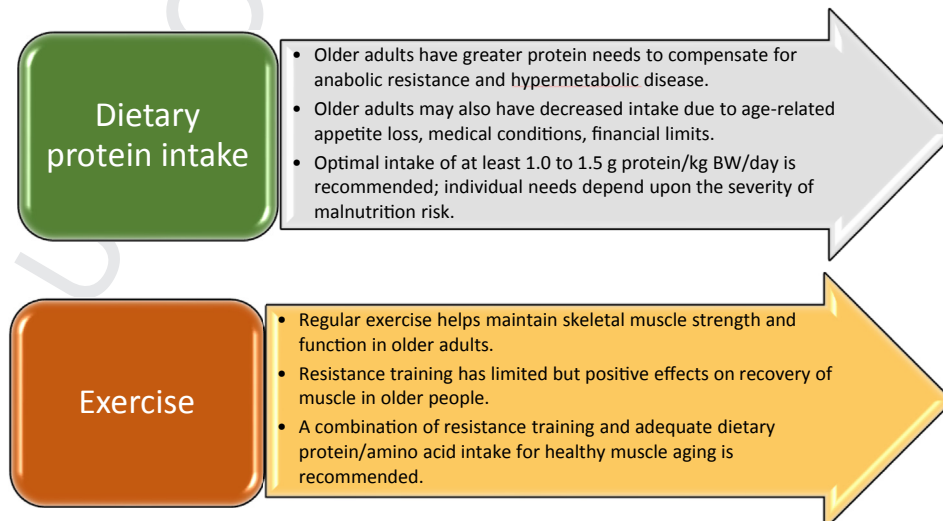 Dietary
protein intake
• Older adults have greater protein needs to compensate for
anabolic resistance and hypermetabolic disease.
• Older adults may also have decreased intake due to age-related
appetite loss, medical conditions, financial limits.
• Optimal intake of at least 1.0 to 1.5 g protein/kg BW/day is
recommended; individual needs depend upon the severity of
malnutrition risk.
Exercise
• Regular exercise helps maintain skeletal muscle strength and
function in older adults.
• Resistance training has limited but positive effects on recovery of
muscle in older people.
• A combination of resistance training and adequate dietary
protein/amino acid intake for healthy muscle aging is
recommended.